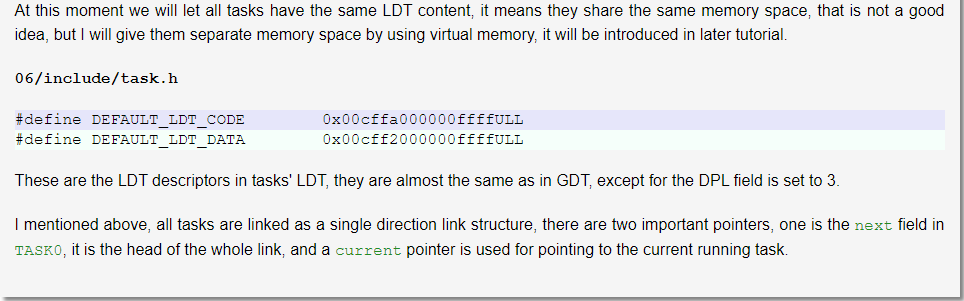 At this moment we will let all tasks have the same LDT content, it means they share the same memory space, that is not a good
idea, but I will give them separate memory space by using virtual memory, it will be introduced in later tutorial.
06/include/task.h
#define DEFAULT_LDT_CODE 0x00cffa000000ffffULL
#define DEFAULT_LDT_DATA 0x00cff2000000ffffULL
These are the LDT descriptors in tasks' LDT, they are almost the same as in GDT, except for the DPL field is set to 3.
I mentioned above, all tasks are linked as a single direction link structure, there are two important pointers, one is the next field in
TASK0, it is the head of the whole link, and a current pointer is used for pointing to the current running task.